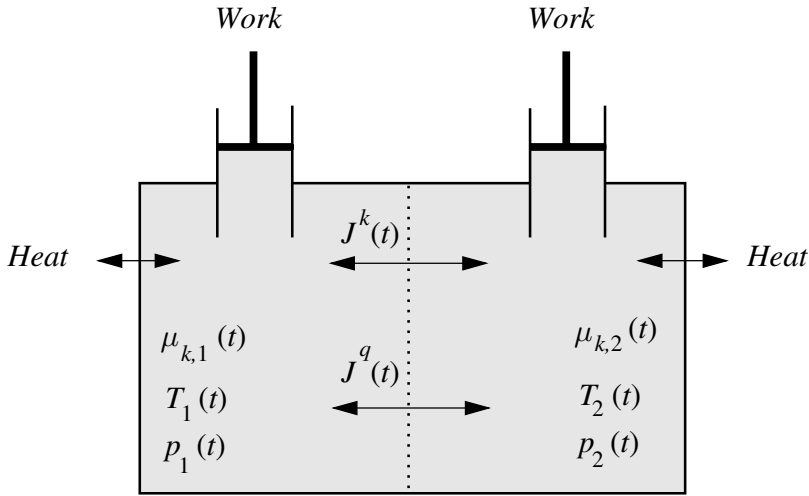 Work Work
J^k(t)
Heat Heat
μ_{k,1}(t) μ_{k,2}(t)
J^q(t)
T_1(t) T_2(t)
p_1(t) p_2(t)